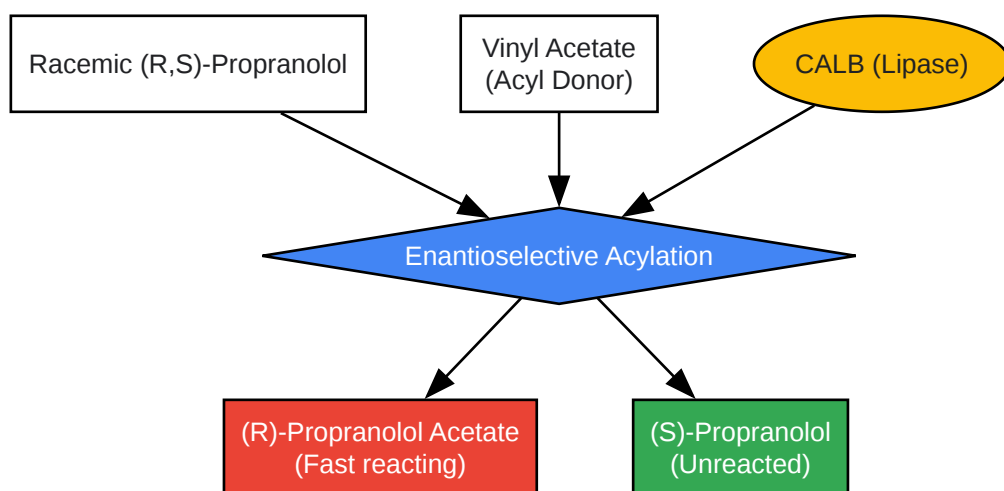 Racemic (R,S)-Propranolol
Vinyl Acetate
(Acyl Donor)
CALB (Lipase)
Enantioselective Acylation
(R)-Propranolol Acetate
(Fast reacting)
(S)-Propranolol
(Unreacted)